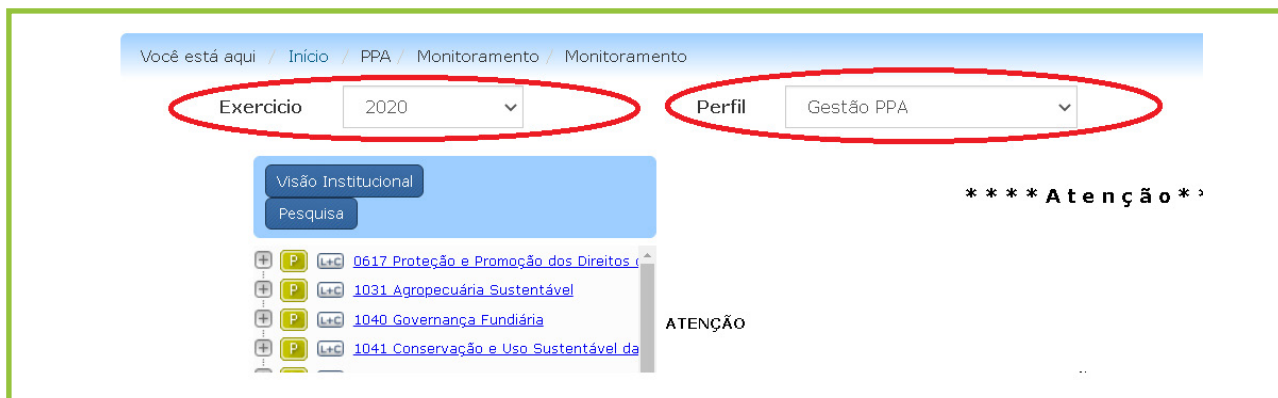 Você está aqui / Início / PPA / Monitoramento / Monitoramento
Exercicio 2020 Perfil Gestão PPA
Visão Institucional
Pesquisa
* * * * A t e n ç ã o *
P L+C 0617 Proteção e Promoção dos Direitos
P L+C 1031 Agropecuária Sustentável
P L+C 1040 Governança Fundiária
ATENÇÃO
P L+C 1041 Conservação e Uso Sustentável da